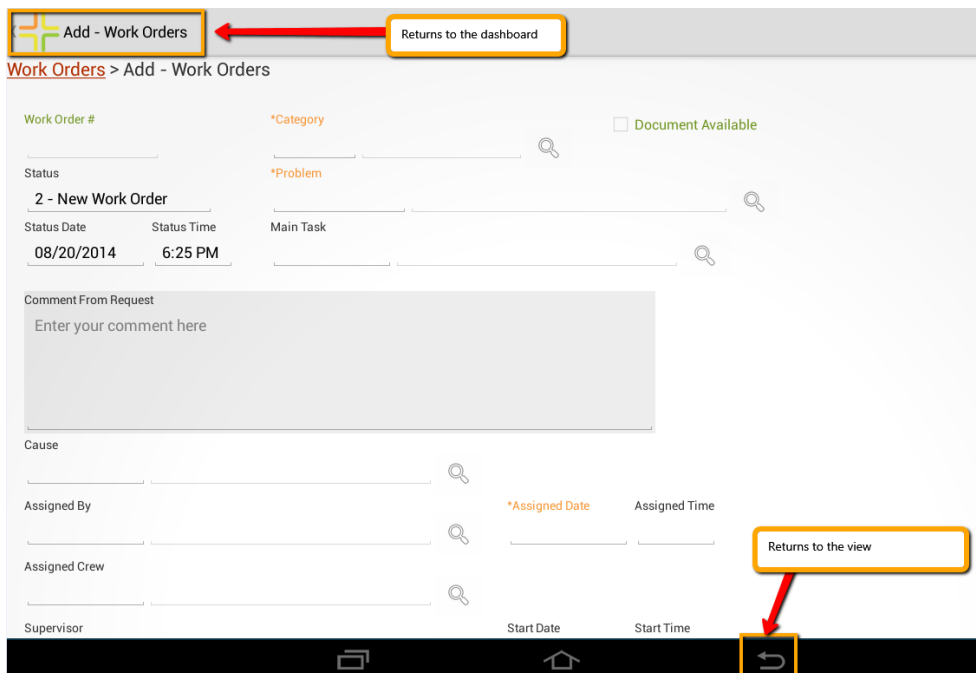 Add - Work Orders
Returns to the dashboard
Work Orders > Add - Work Orders
Work Order #
*Category
Document Available
Status
*Problem
2 - New Work Order
Status Date
Status Time
Main Task
08/20/2014
6:25 PM
Comment From Request
Enter your comment here
Cause
Assigned By
*Assigned Date
Assigned Time
Returns to the view
Assigned Crew
Supervisor
Start Date
Start Time